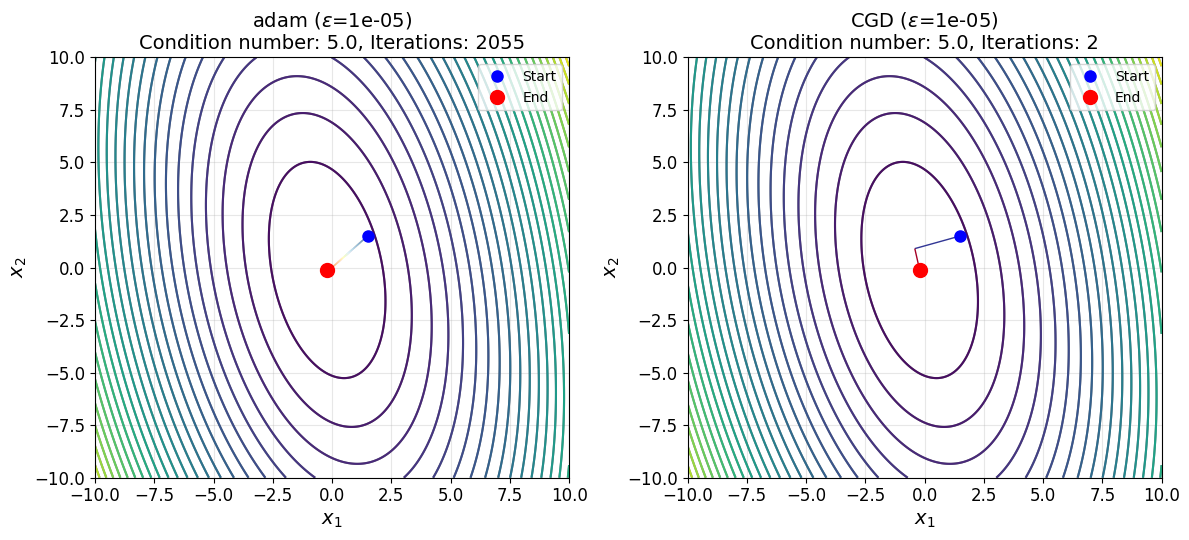 adam (ε=1e-05)
Condition number: 5.0, Iterations: 2055
Start
End
10.0
7.5
5.0
2.5
0.0
−2.5
−5.0
−7.5
−10.0
x₂
−10.0 −7.5 −5.0 −2.5 0.0 2.5 5.0 7.5 10.0
x₁
CGD (ε=1e-05)
Condition number: 5.0, Iterations: 2
Start
End
10.0
7.5
5.0
2.5
0.0
−2.5
−5.0
−7.5
−10.0
x₂
−10.0 −7.5 −5.0 −2.5 0.0 2.5 5.0 7.5 10.0
x₁